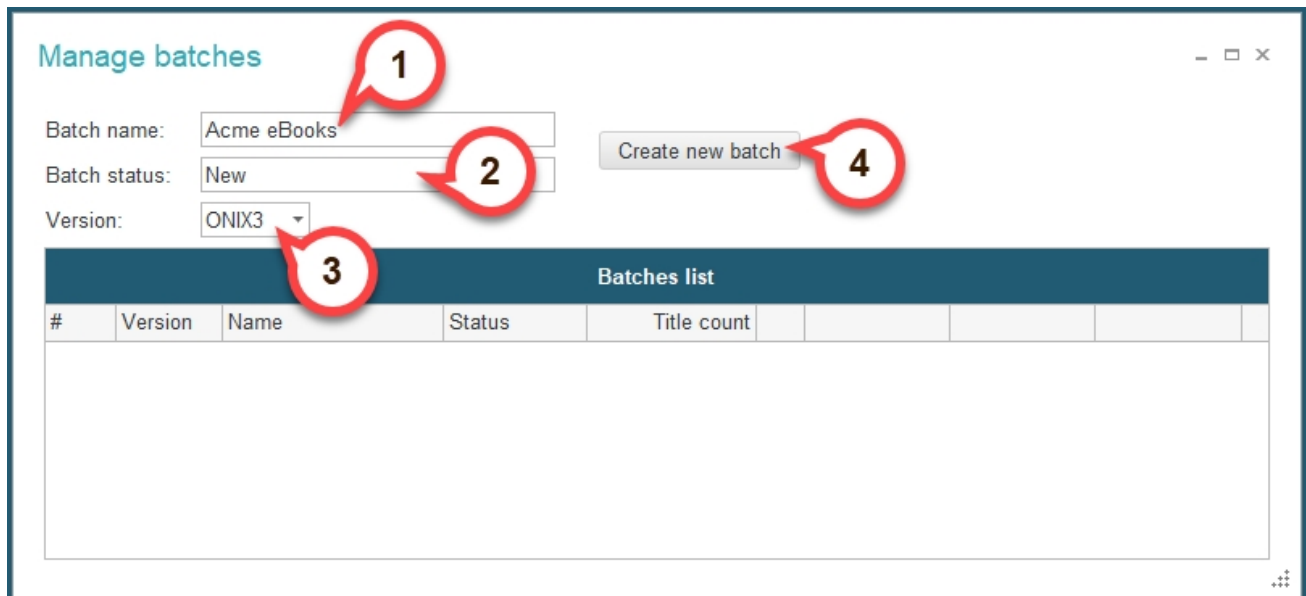 Manage batches
1
Batch name: Acme eBooks
Create new batch
4
Batch status: New
2
Version: ONIX3
3
Batches list
# Version Name Status Title count